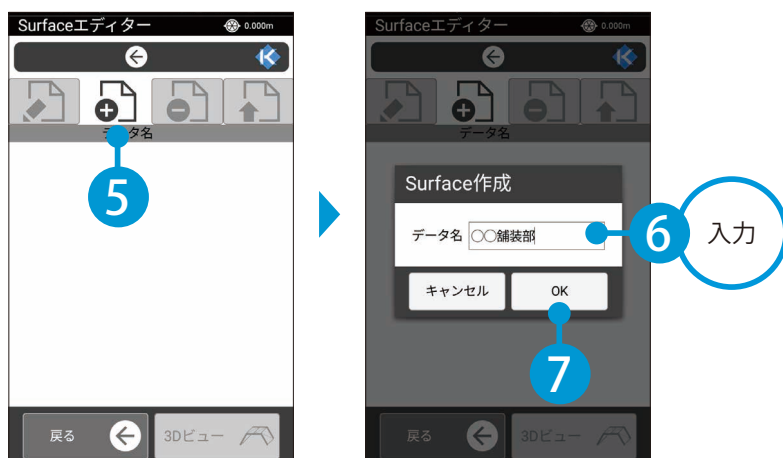 Surfaceエディター 0.000m
データ名
5
戻る 3Dビュー
Surfaceエディター 0.000m
データ名
Surface作成
データ名 ○○舗装部
6 入力
キャンセル OK
7
戻る 3Dビュー